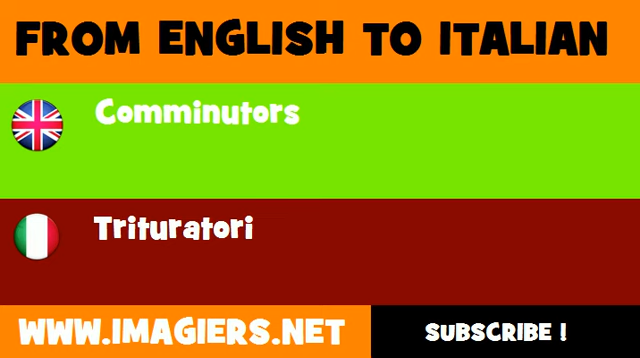 FROM ENGLISH TO ITALIAN
Comminutors
Trituratori
WWW.IMAGIERS.NET
SUBSCRIBE !